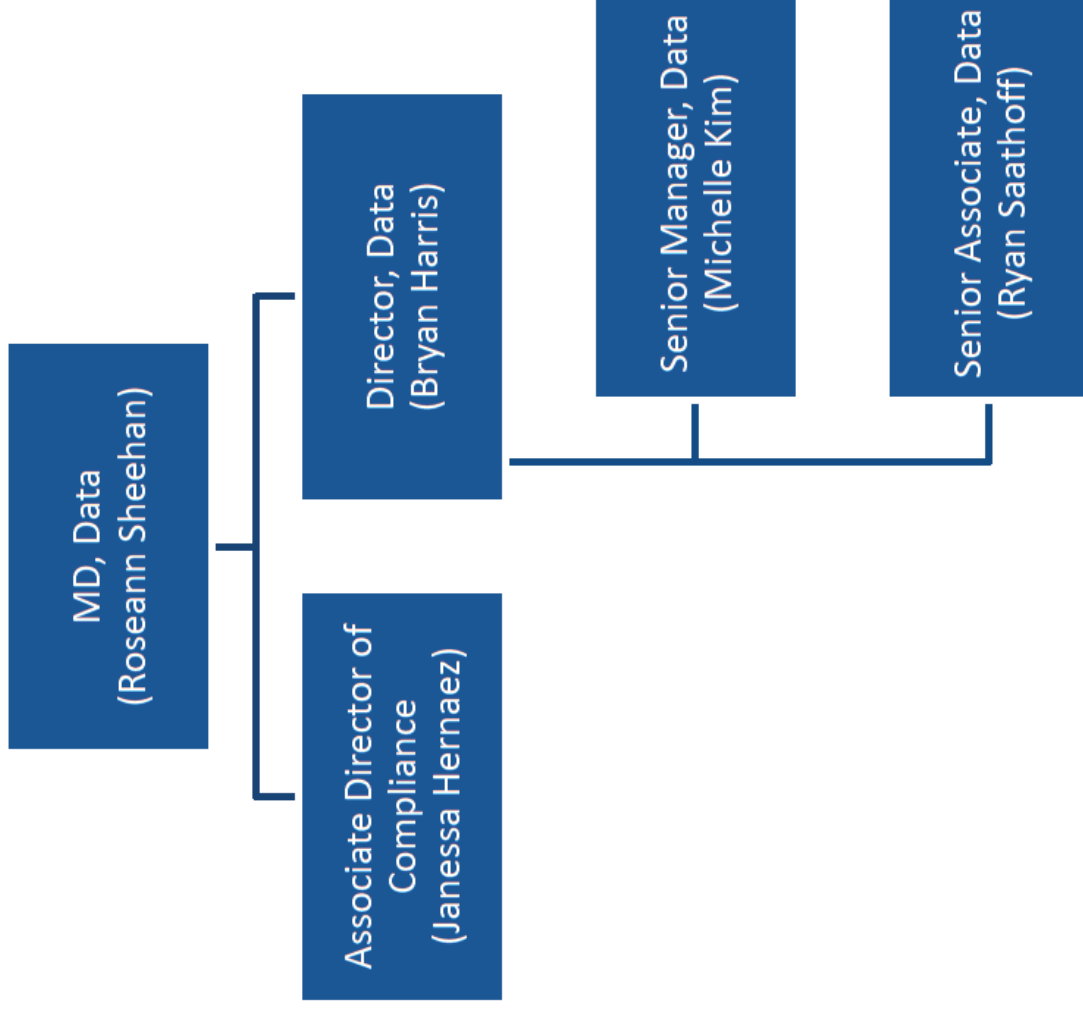 MD, Data
(Roseann Sheehan)
Associate Director of
Compliance
(Janessa Hernaez)
Director, Data
(Bryan Harris)
Senior Manager, Data
(Michelle Kim)
Senior Associate, Data
(Ryan Saathoff)